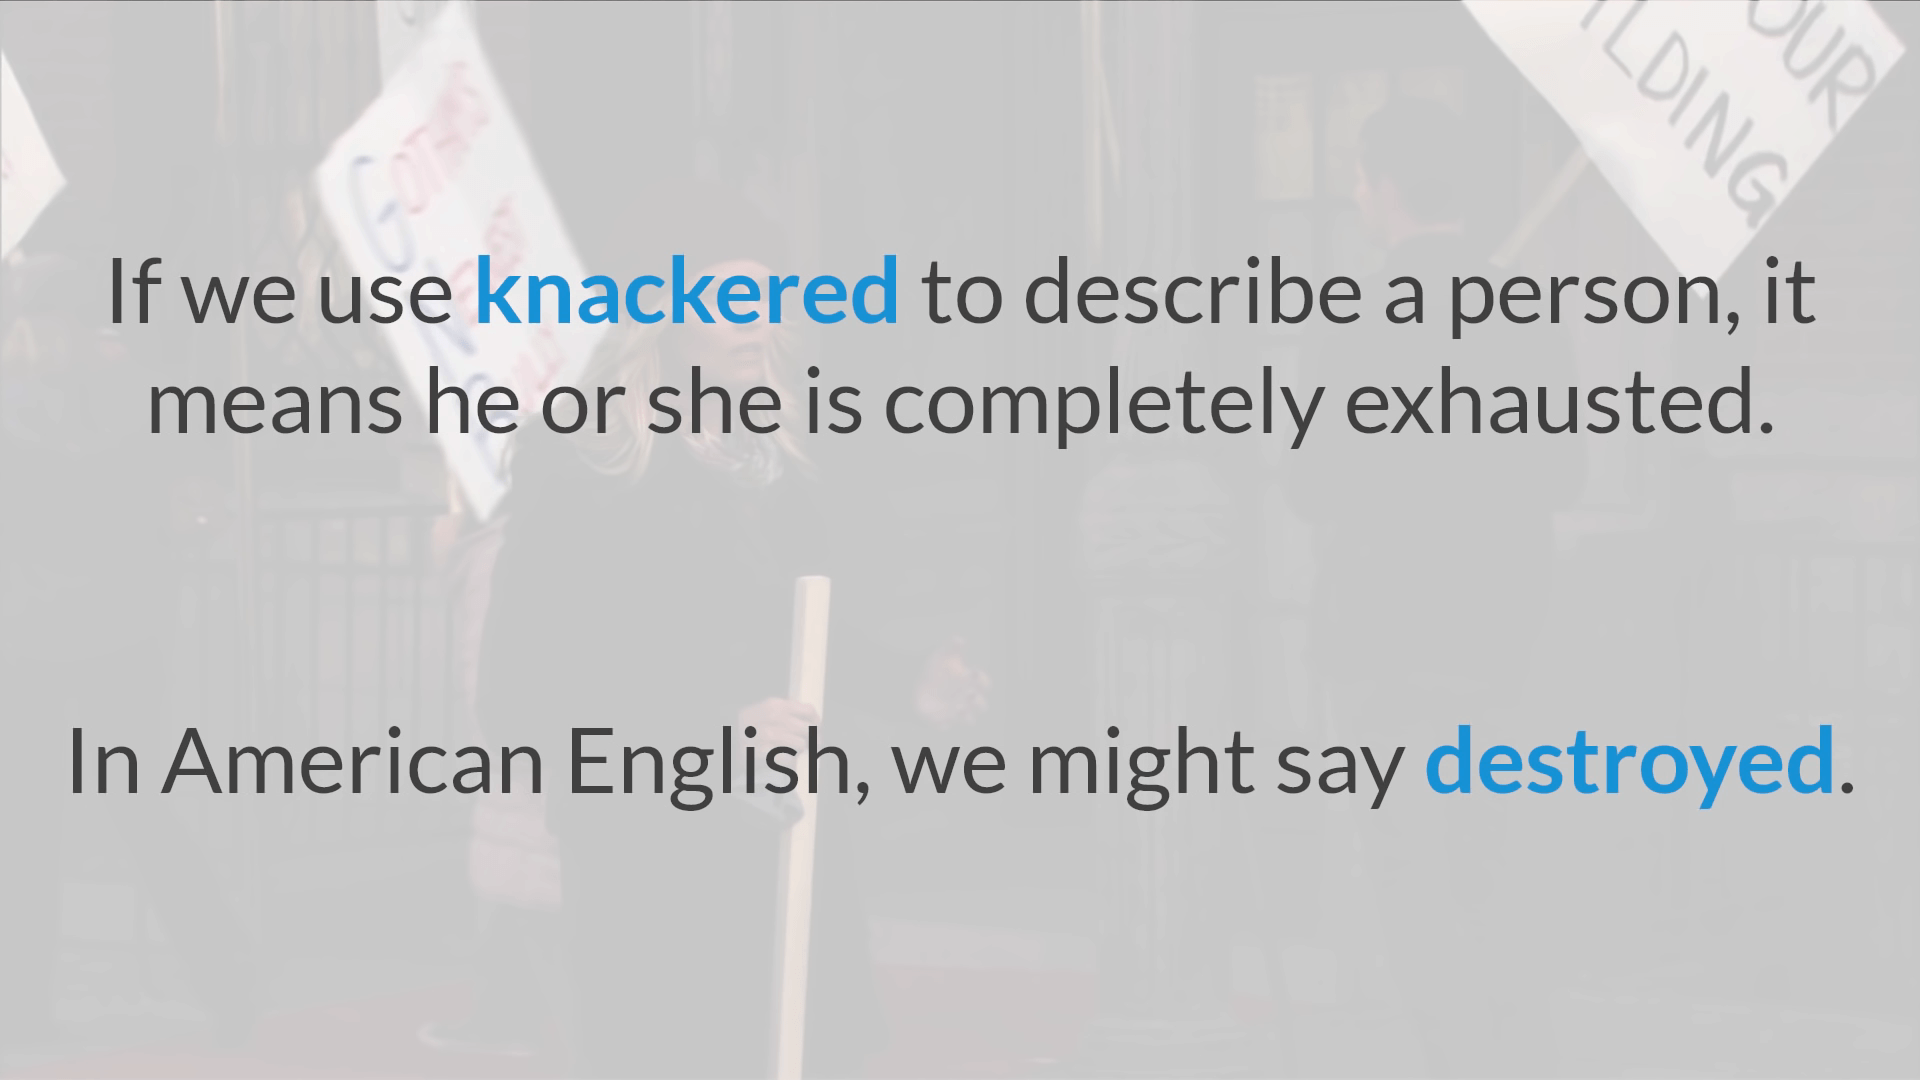 OUR
ILDING
If we use knackered to describe a person, it
means he or she is completely exhausted.
In American English, we might say destroyed.